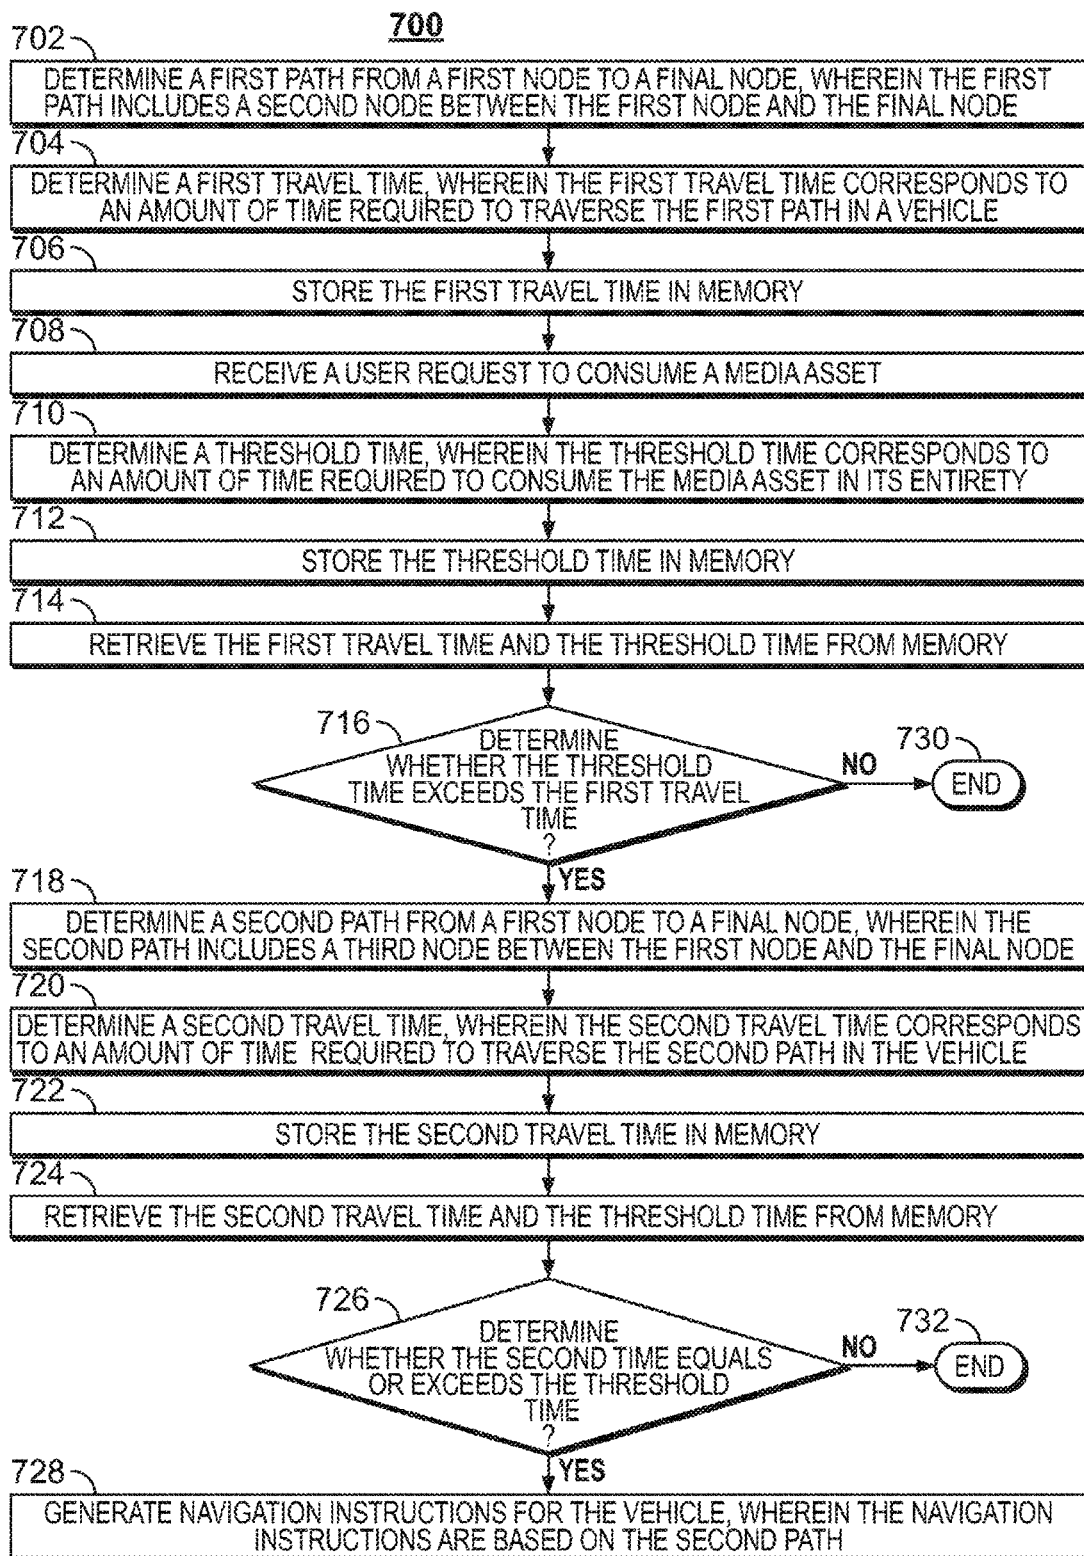 700
702
DETERMINE A FIRST PATH FROM A FIRST NODE TO A FINAL NODE, WHEREIN THE FIRST
PATH INCLUDES A SECOND NODE BETWEEN THE FIRST NODE AND THE FINAL NODE
704
DETERMINE A FIRST TRAVEL TIME, WHEREIN THE FIRST TRAVEL TIME CORRESPONDS TO
AN AMOUNT OF TIME REQUIRED TO TRAVERSE THE FIRST PATH IN A VEHICLE
706
STORE THE FIRST TRAVEL TIME IN MEMORY
708
RECEIVE A USER REQUEST TO CONSUME A MEDIA ASSET
710
DETERMINE A THRESHOLD TIME, WHEREIN THE THRESHOLD TIME CORRESPONDS TO
AN AMOUNT OF TIME REQUIRED TO CONSUME THE MEDIA ASSET IN ITS ENTIRETY
712
STORE THE THRESHOLD TIME IN MEMORY
714
RETRIEVE THE FIRST TRAVEL TIME AND THE THRESHOLD TIME FROM MEMORY
716
DETERMINE
WHETHER THE THRESHOLD
TIME EXCEEDS THE FIRST TRAVEL
TIME
?
NO
730
END
YES
718
DETERMINE A SECOND PATH FROM A FIRST NODE TO A FINAL NODE, WHEREIN THE
SECOND PATH INCLUDES A THIRD NODE BETWEEN THE FIRST NODE AND THE FINAL NODE
720
DETERMINE A SECOND TRAVEL TIME, WHEREIN THE SECOND TRAVEL TIME CORRESPONDS
TO AN AMOUNT OF TIME REQUIRED TO TRAVERSE THE SECOND PATH IN THE VEHICLE
722
STORE THE SECOND TRAVEL TIME IN MEMORY
724
RETRIEVE THE SECOND TRAVEL TIME AND THE THRESHOLD TIME FROM MEMORY
726
DETERMINE
WHETHER THE SECOND TIME EQUALS
OR EXCEEDS THE THRESHOLD
TIME
?
NO
732
END
YES
728
GENERATE NAVIGATION INSTRUCTIONS FOR THE VEHICLE, WHEREIN THE NAVIGATION
INSTRUCTIONS ARE BASED ON THE SECOND PATH